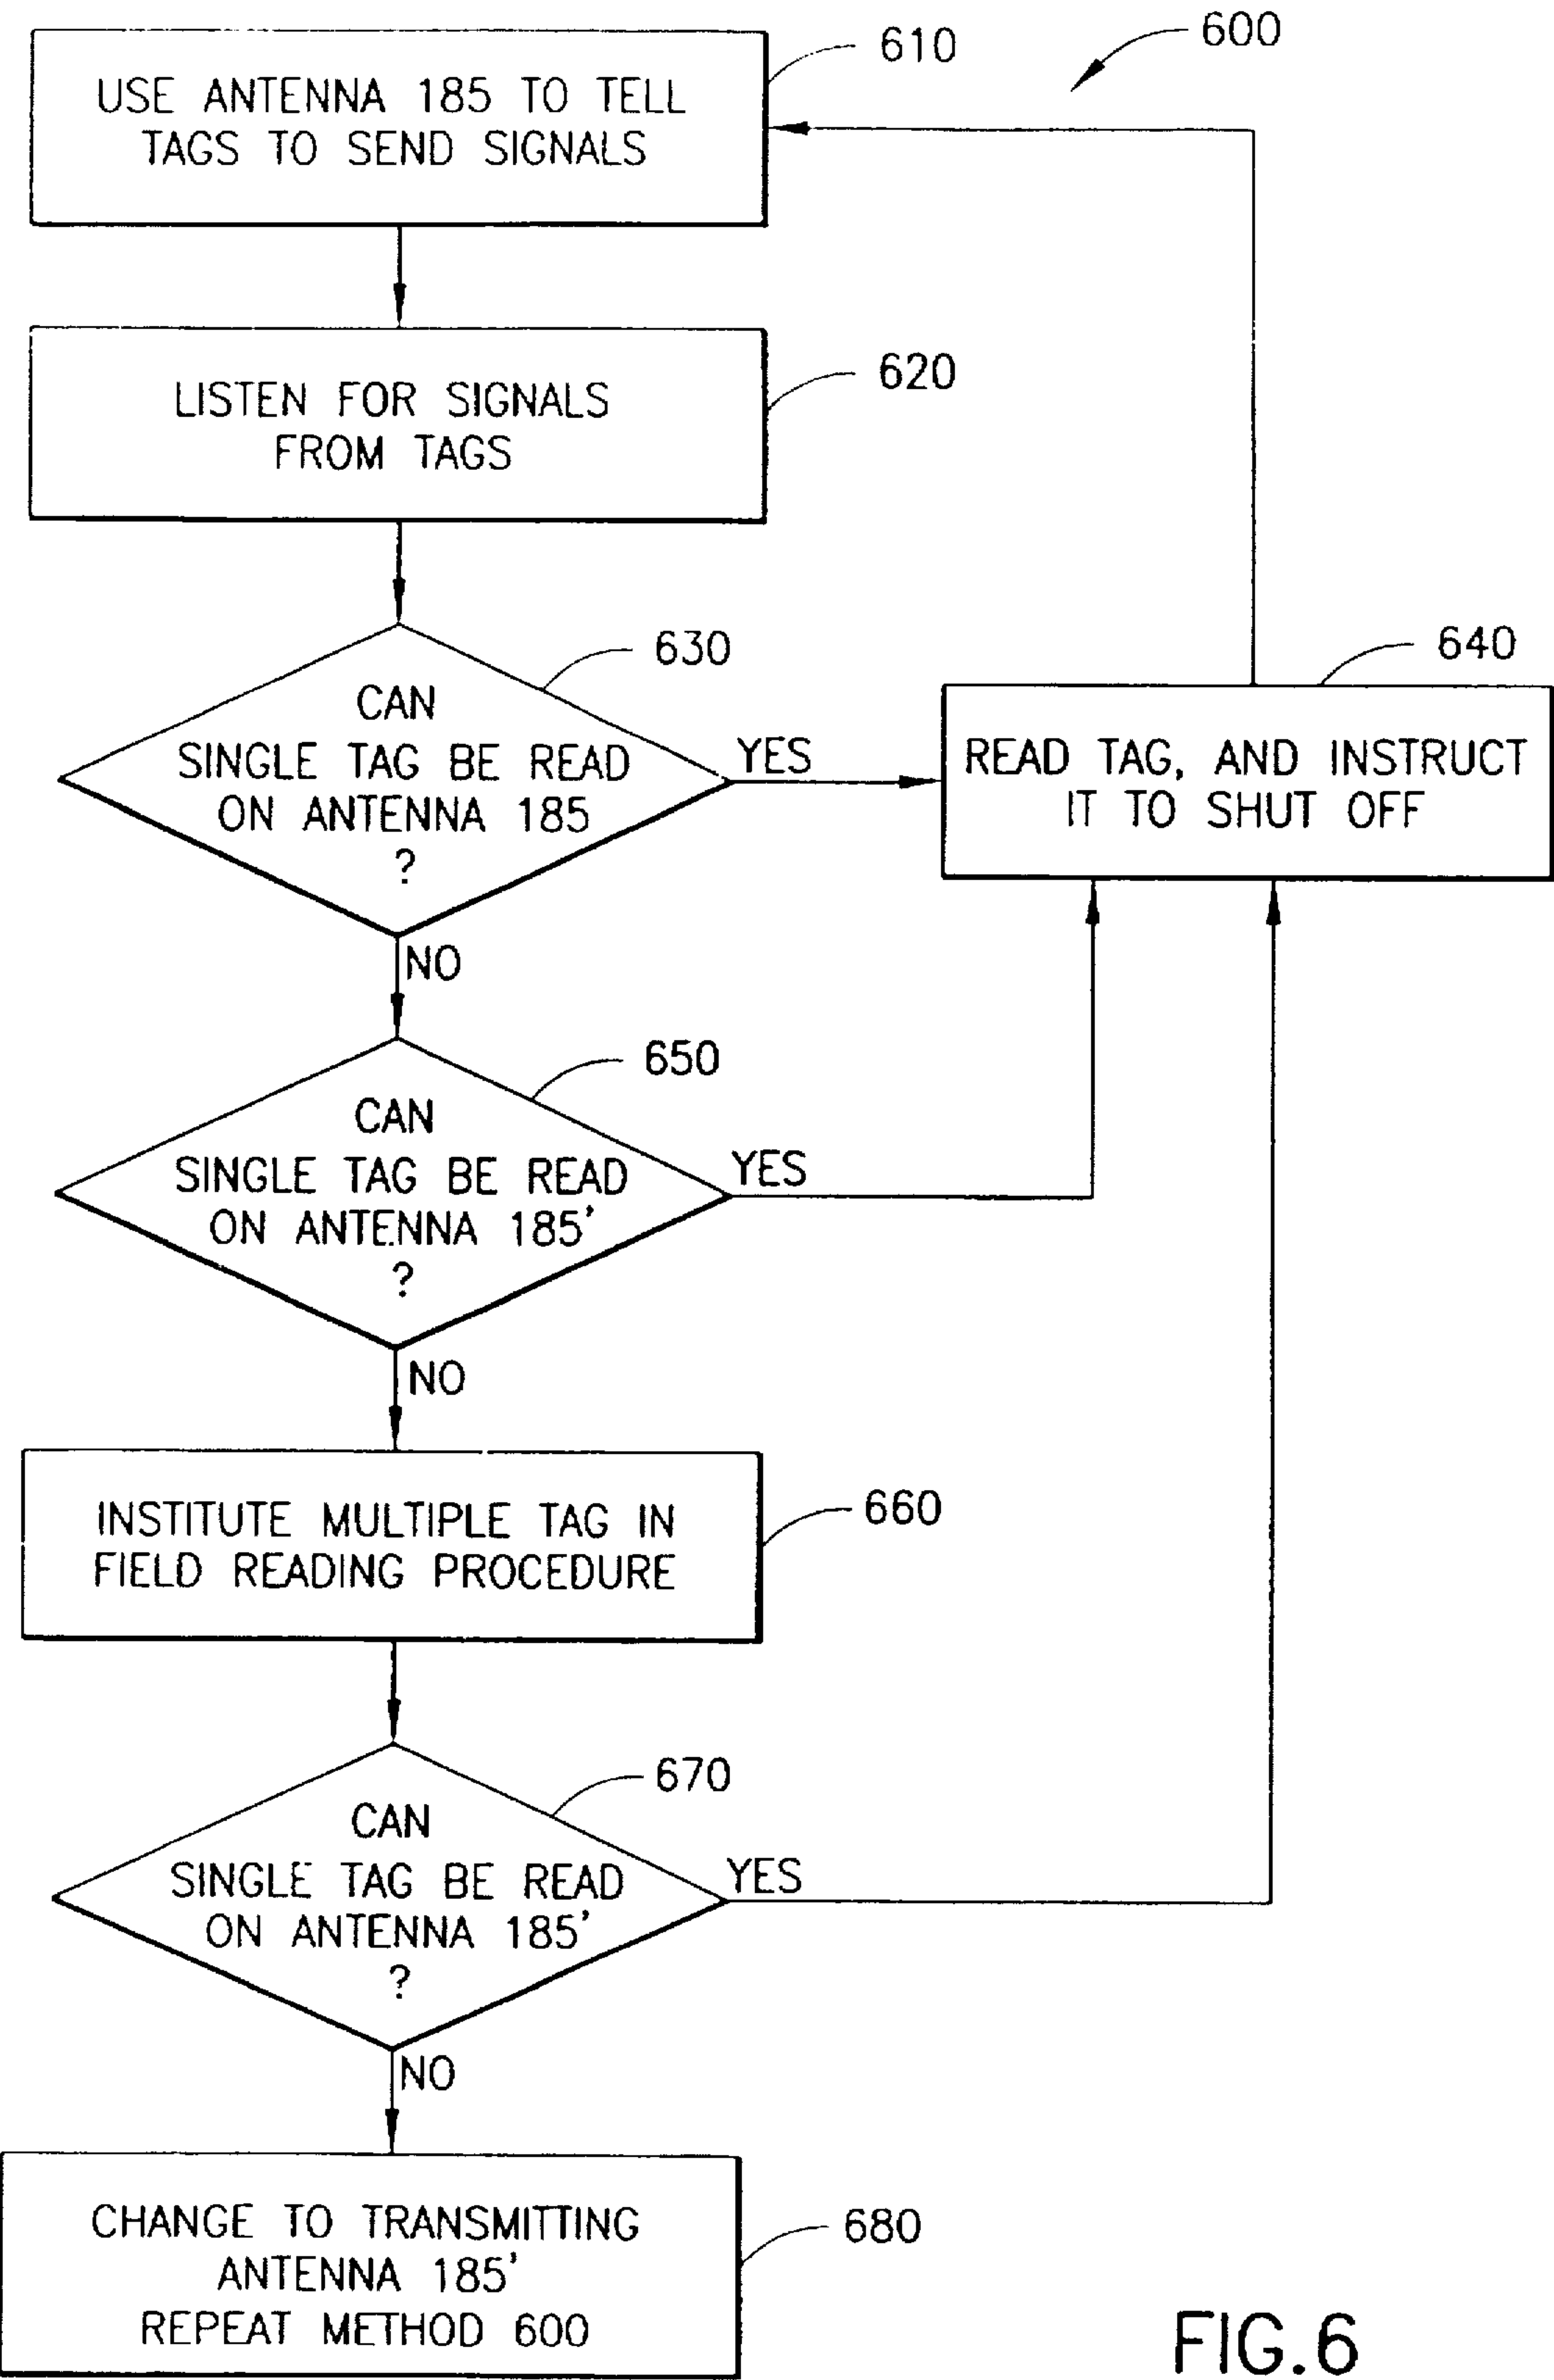 600
610
USE ANTENNA 185 TO TELL
TAGS TO SEND SIGNALS
620
LISTEN FOR SIGNALS
FROM TAGS
630
CAN
SINGLE TAG BE READ
ON ANTENNA 185
?
YES
NO
640
READ TAG, AND INSTRUCT
IT TO SHUT OFF
650
CAN
SINGLE TAG BE READ
ON ANTENNA 185'
?
YES
NO
660
INSTITUTE MULTIPLE TAG IN
FIELD READING PROCEDURE
670
CAN
SINGLE TAG BE READ
ON ANTENNA 185'
?
YES
NO
680
CHANGE TO TRANSMITTING
ANTENNA 185'
REPEAT METHOD 600
FIG.6